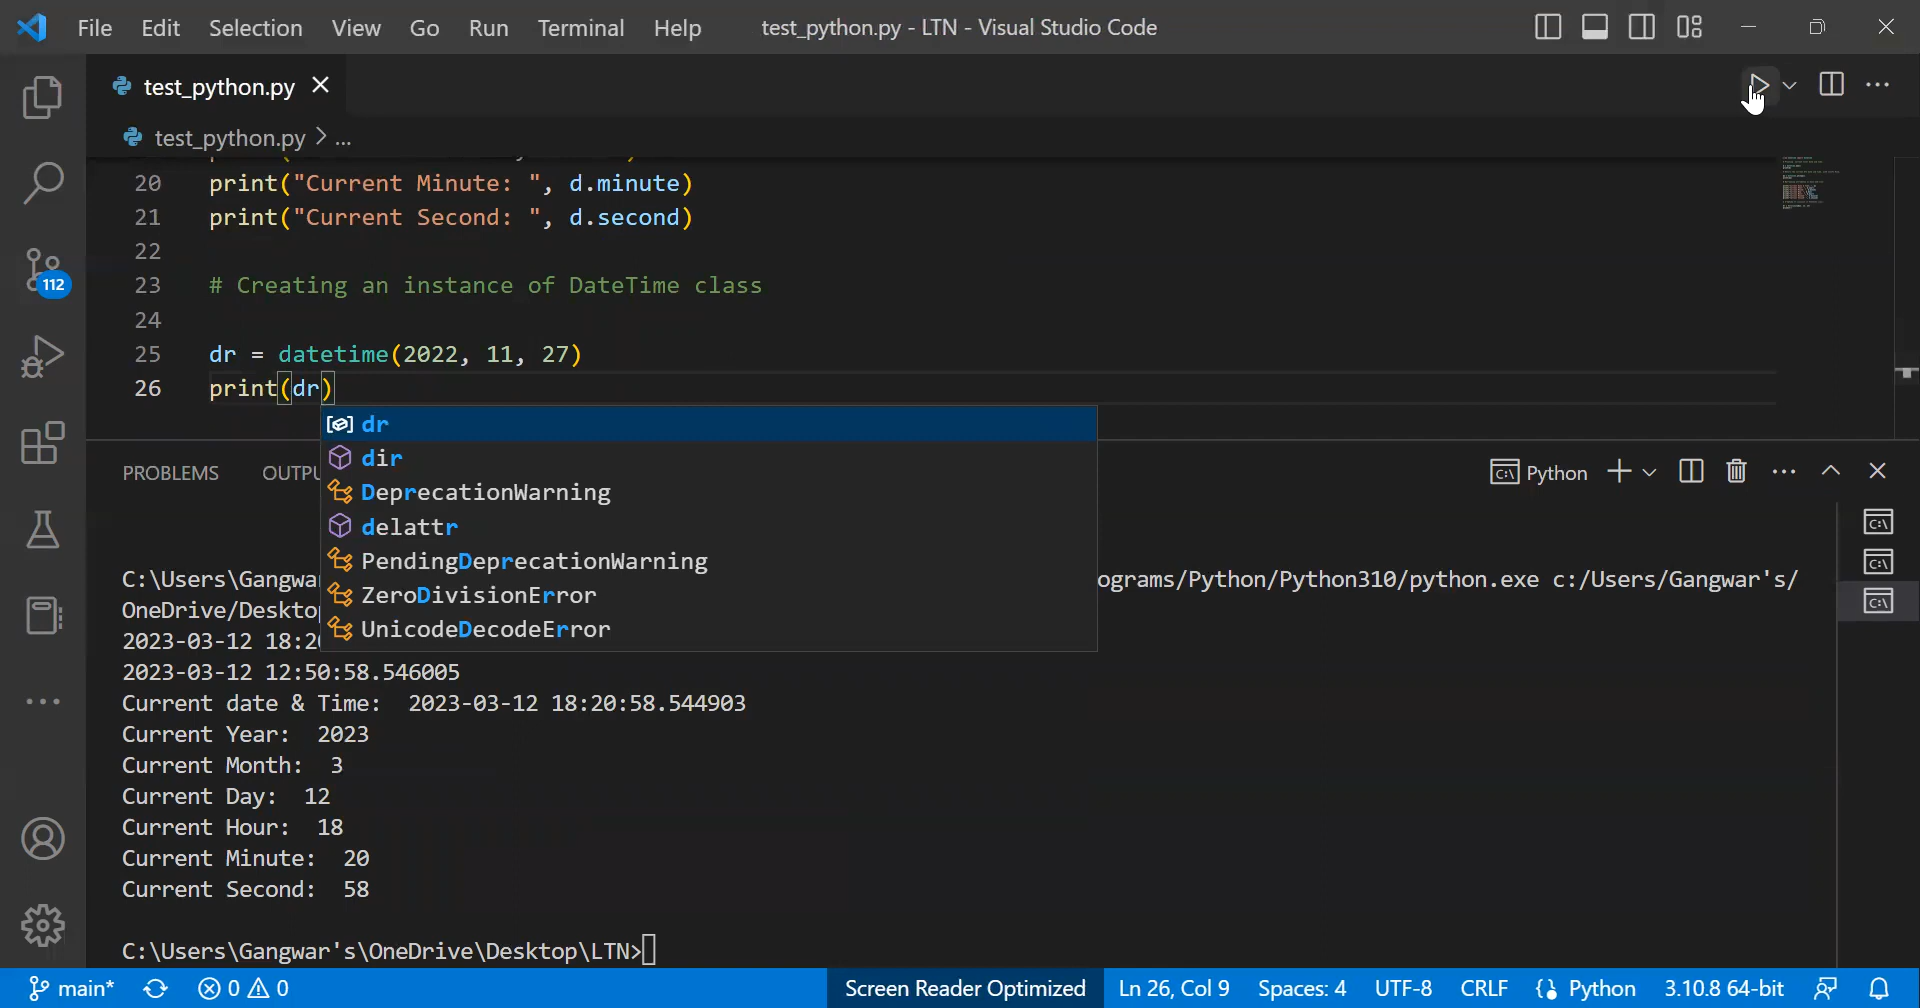 File Edit Selection View Go Run Terminal Help test_python.py - LTN - Visual Studio Code
test_python.py
test_python.py > ...
20 print("Current Minute: ", d.minute)
21 print("Current Second: ", d.second)
22
23 # Creating an instance of DateTime class
24
25 dr = datetime(2022, 11, 27)
26 print(dr)
dr
dir
DeprecationWarning
delattr
PendingDeprecationWarning
ZeroDivisionError
UnicodeDecodeError
112
PROBLEMS OUTPU Python
C:\Users\Gangwa ograms/Python/Python310/python.exe c:/Users/Gangwar's/
OneDrive/Deskto
2023-03-12 18:2
2023-03-12 12:50:58.546005
Current date & Time: 2023-03-12 18:20:58.544903
Current Year: 2023
Current Month: 3
Current Day: 12
Current Hour: 18
Current Minute: 20
Current Second: 58
C:\Users\Gangwar's\OneDrive\Desktop\LTN>
main* 0 0 Screen Reader Optimized Ln 26, Col 9 Spaces: 4 UTF-8 CRLF Python 3.10.8 64-bit